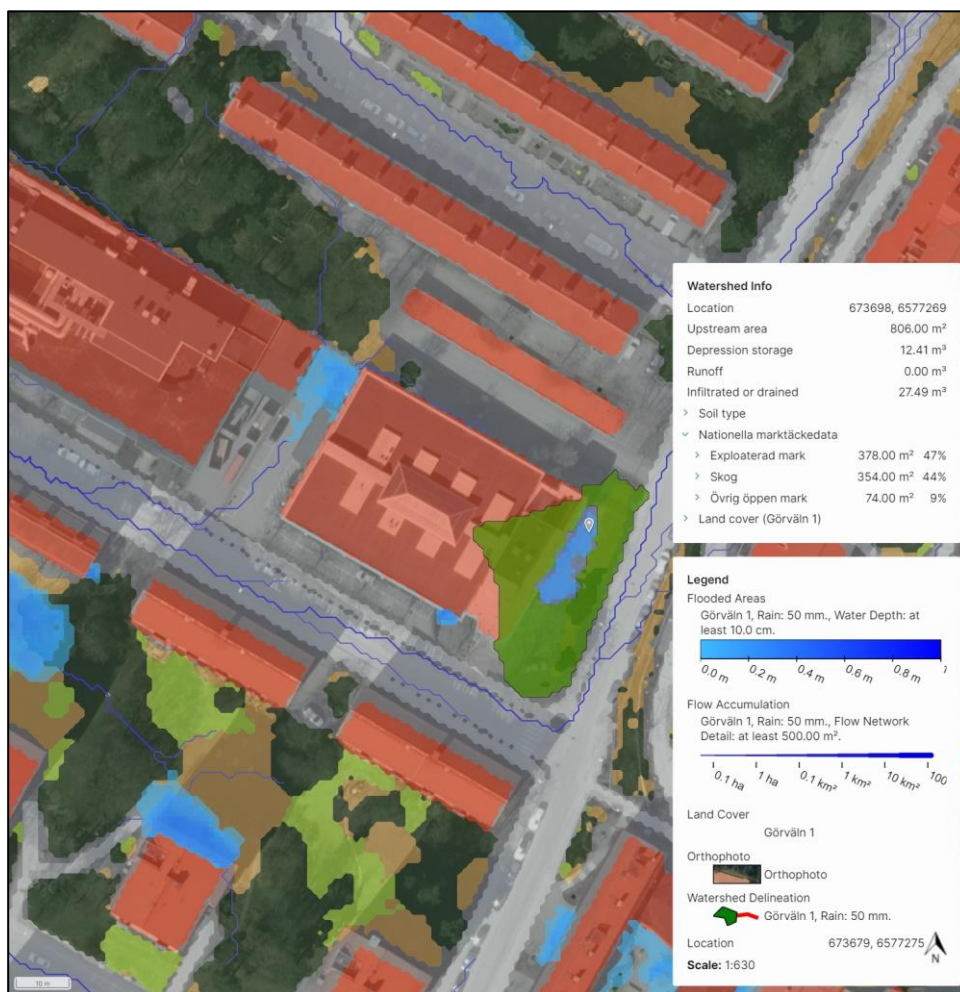 Watershed Info
Location 673698, 6577269
Upstream area 806.00 m²
Depression storage 12.41 m³
Runoff 0.00 m³
Infiltrated or drained 27.49 m³
Soil type
Nationella marktäckedata
Exploaterad mark 378.00 m² 47%
Skog 354.00 m² 44%
Övrig öppen mark 74.00 m² 9%
Land cover (Görväln 1)
Legend
Flooded Areas
Görväln 1, Rain: 50 mm., Water Depth: at
least 10.0 cm.
0.0 m 0.2 m 0.4 m 0.6 m 0.8 m 1
Flow Accumulation
Görväln 1, Rain: 50 mm., Flow Network
Detail: at least 500.00 m².
0.1 ha 1 ha 0.1 km² 1 km² 10 km² 100
Land Cover
Görväln 1
Orthophoto
Orthophoto
Watershed Delineation
Görväln 1, Rain: 50 mm.
Location 673679, 6577275
N
Scale: 1:630
10 m